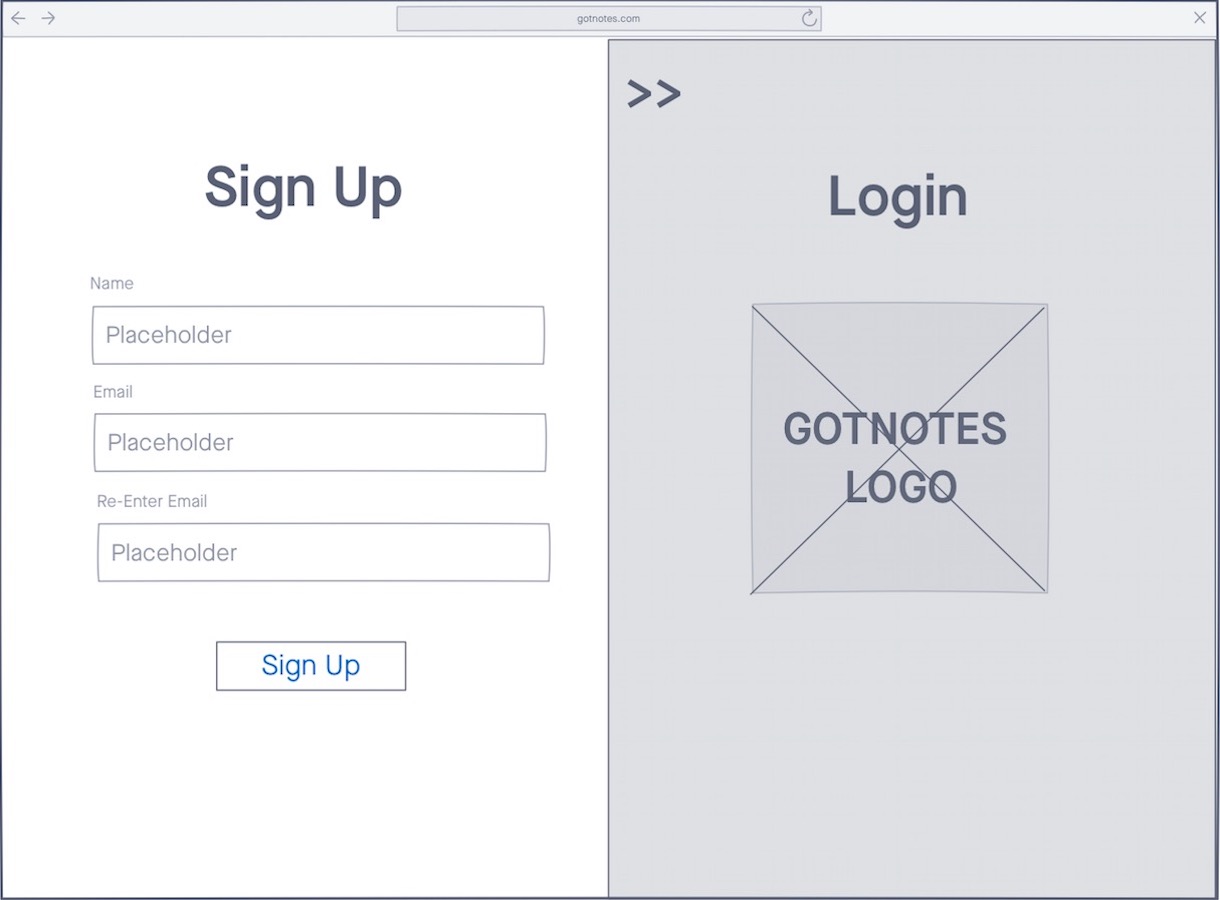 gotnotes.com
>>
Sign Up
Login
Name
Placeholder
Email
Placeholder
Re-Enter Email
Placeholder
Sign Up
GOTNOTES
LOGO